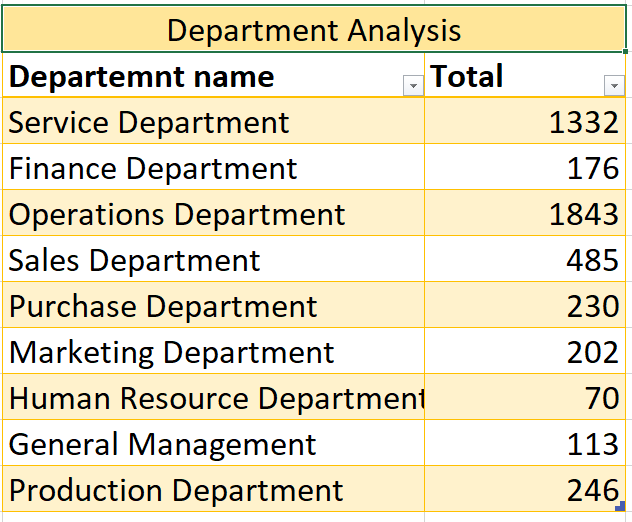 Department Analysis
Departemnt name Total
Service Department 1332
Finance Department 176
Operations Department 1843
Sales Department 485
Purchase Department 230
Marketing Department 202
Human Resource Department 70
General Management 113
Production Department 246